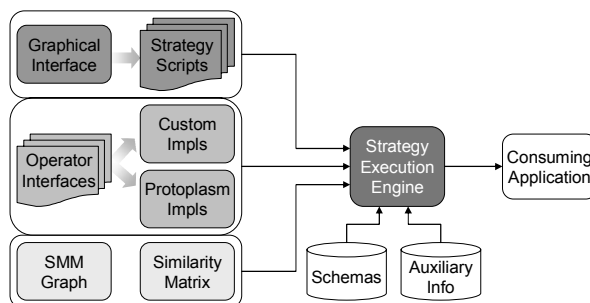 Graphical
Interface
Strategy
Scripts
Operator
Interfaces
Custom
Impls
Protoplasm
Impls
SMM
Graph
Similarity
Matrix
Strategy
Execution
Engine
Consuming
Application
Schemas
Auxiliary
Info